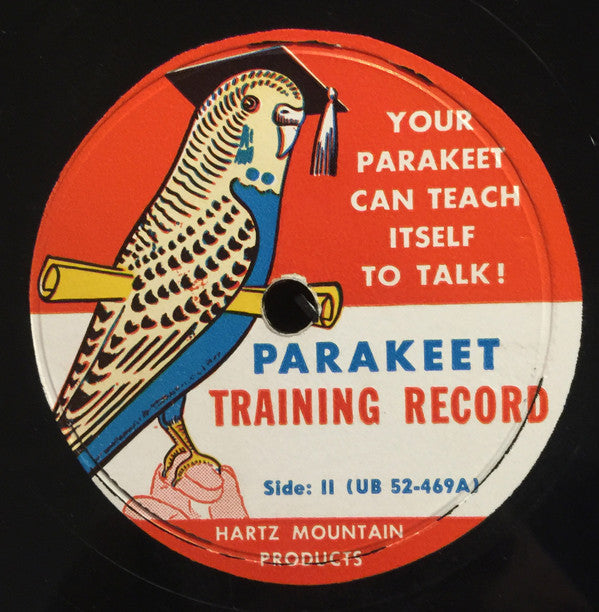 YOUR
PARAKEET
CAN TEACH
ITSELF
TO TALK!
PARAKEET
TRAINING RECORD
Side: II (UB 52-469A)
HARTZ MOUNTAIN
PRODUCTS